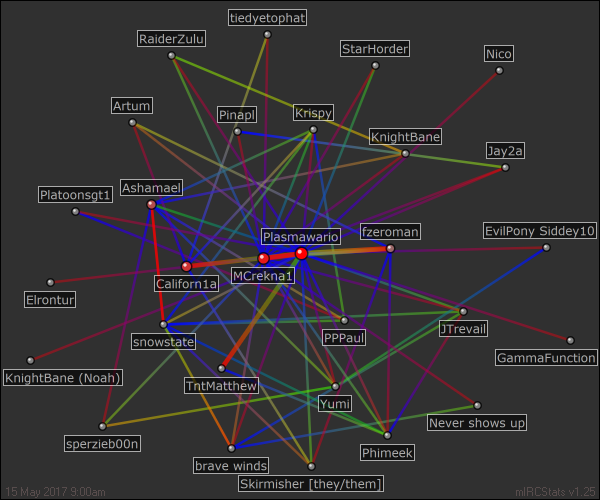 tiedyetophat
RaiderZulu
StarHorder
Nico
Artum
Pinapl
Krispy
KnightBane
Jay2a
Ashamael
Platoonsgt1
Plasmawario
fzeroman
EvilPony Siddey10
Californ1a
MCrekna1
Elrontur
snowstate
PPPaul
JTrevail
GammaFunction
KnightBane (Noah)
TntMatthew
Yumi
Never shows up
sperzieb00n
brave winds
Phimeek
Skirmisher [they/them]
15 May 2017 9:00am
mIRCStats v1.25